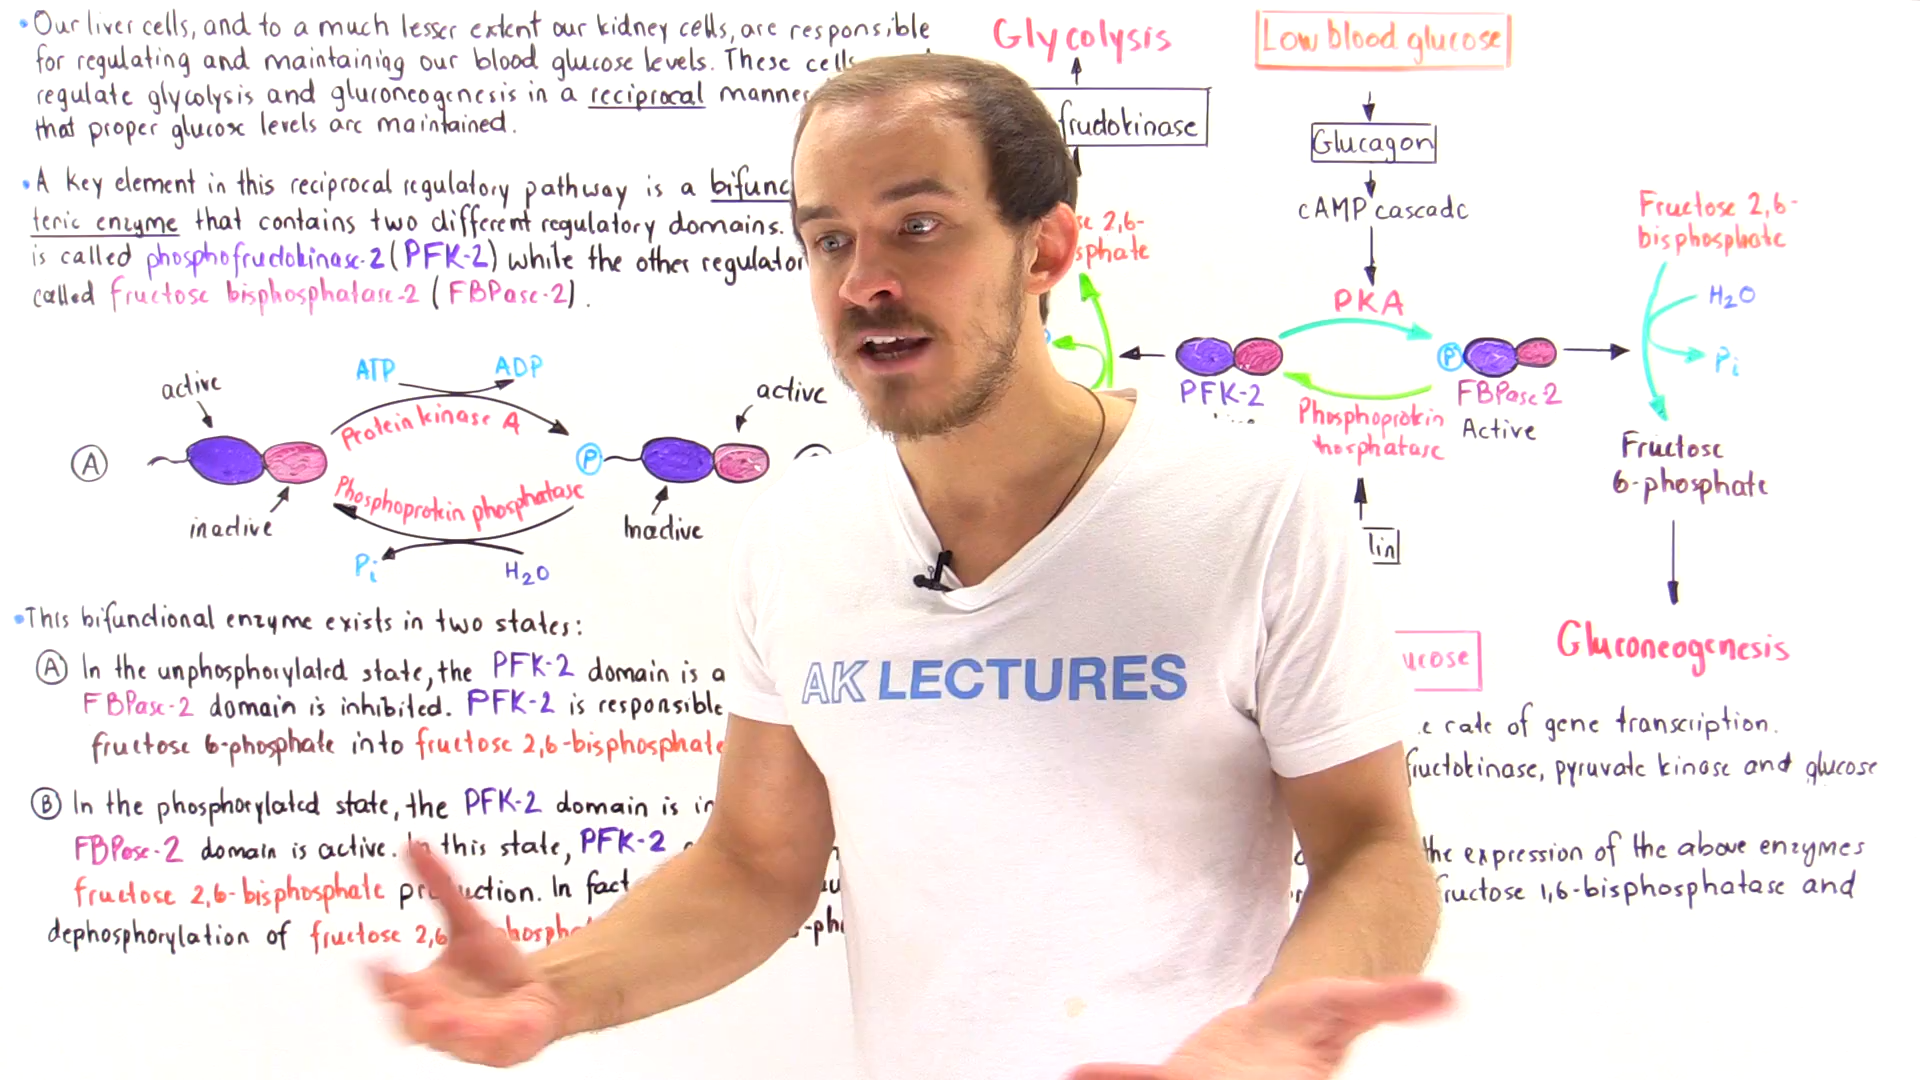 •Our liver cells, and to a much lesser extent our kidney cells, are responsible
for regulating and maintaining our blood glucose levels. These cells
regulate glycolysis and gluconeogenesis in a reciprocal manner
that proper glucose levels are maintained.
•A key element in this reciprocal regulatory pathway is a
enzyme that contains two different regulatory domains.
is called phosphofructokinase-2 (PFK-2) while the other
called fructose bisphosphatase-2 (FBPase-2).
active
ATP
ADP
Protein kinase A
active
A
P
inactive
Phosphoprotein phosphatase
Inactive
Pi
H2O
•This bifunctional enzyme exists in two states:
A In the unphosphorylated state, the PFK-2 domain is a
FBPase-2 domain is inhibited. PFK-2 is responsible
fructose 6-phosphate into fructose 2,6-bisphosphate
B In the phosphorylated state, the PFK-2 domain is
FBPase-2 domain is active. In this state, PFK-2
fructose 2,6-bisphosphate production. In fact
dephosphorylation of fructose 2,6
Glycolysis
2,6-
Low blood glucose
Glucagon
cAMP cascade
PKA
PFK-2
P
FBPase-2
Active
Phosphoprotein
phosphatase
Fructose 2,6-
bisphosphate
H2O
Pi
Fructose
6-phosphate
Gluconeogenesis
rate of gene transcription.
pyruvate kinase and glucose
the expression of the above enzymes
fructose 1,6-bisphosphatase and
AK LECTURES